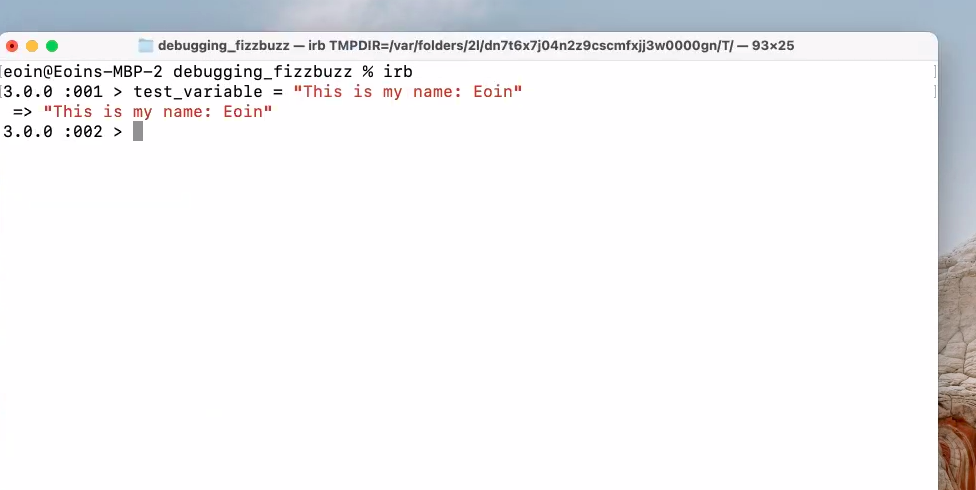 debugging_fizzbuzz — irb TMPDIR=/var/folders/2l/dn7t6x7j04n2z9cscmfxjj3w0000gn/T/ — 93×25
eoin@Eoins-MBP-2 debugging_fizzbuzz % irb
3.0.0 :001 > test_variable = "This is my name: Eoin"
=> "This is my name: Eoin"
3.0.0 :002 >